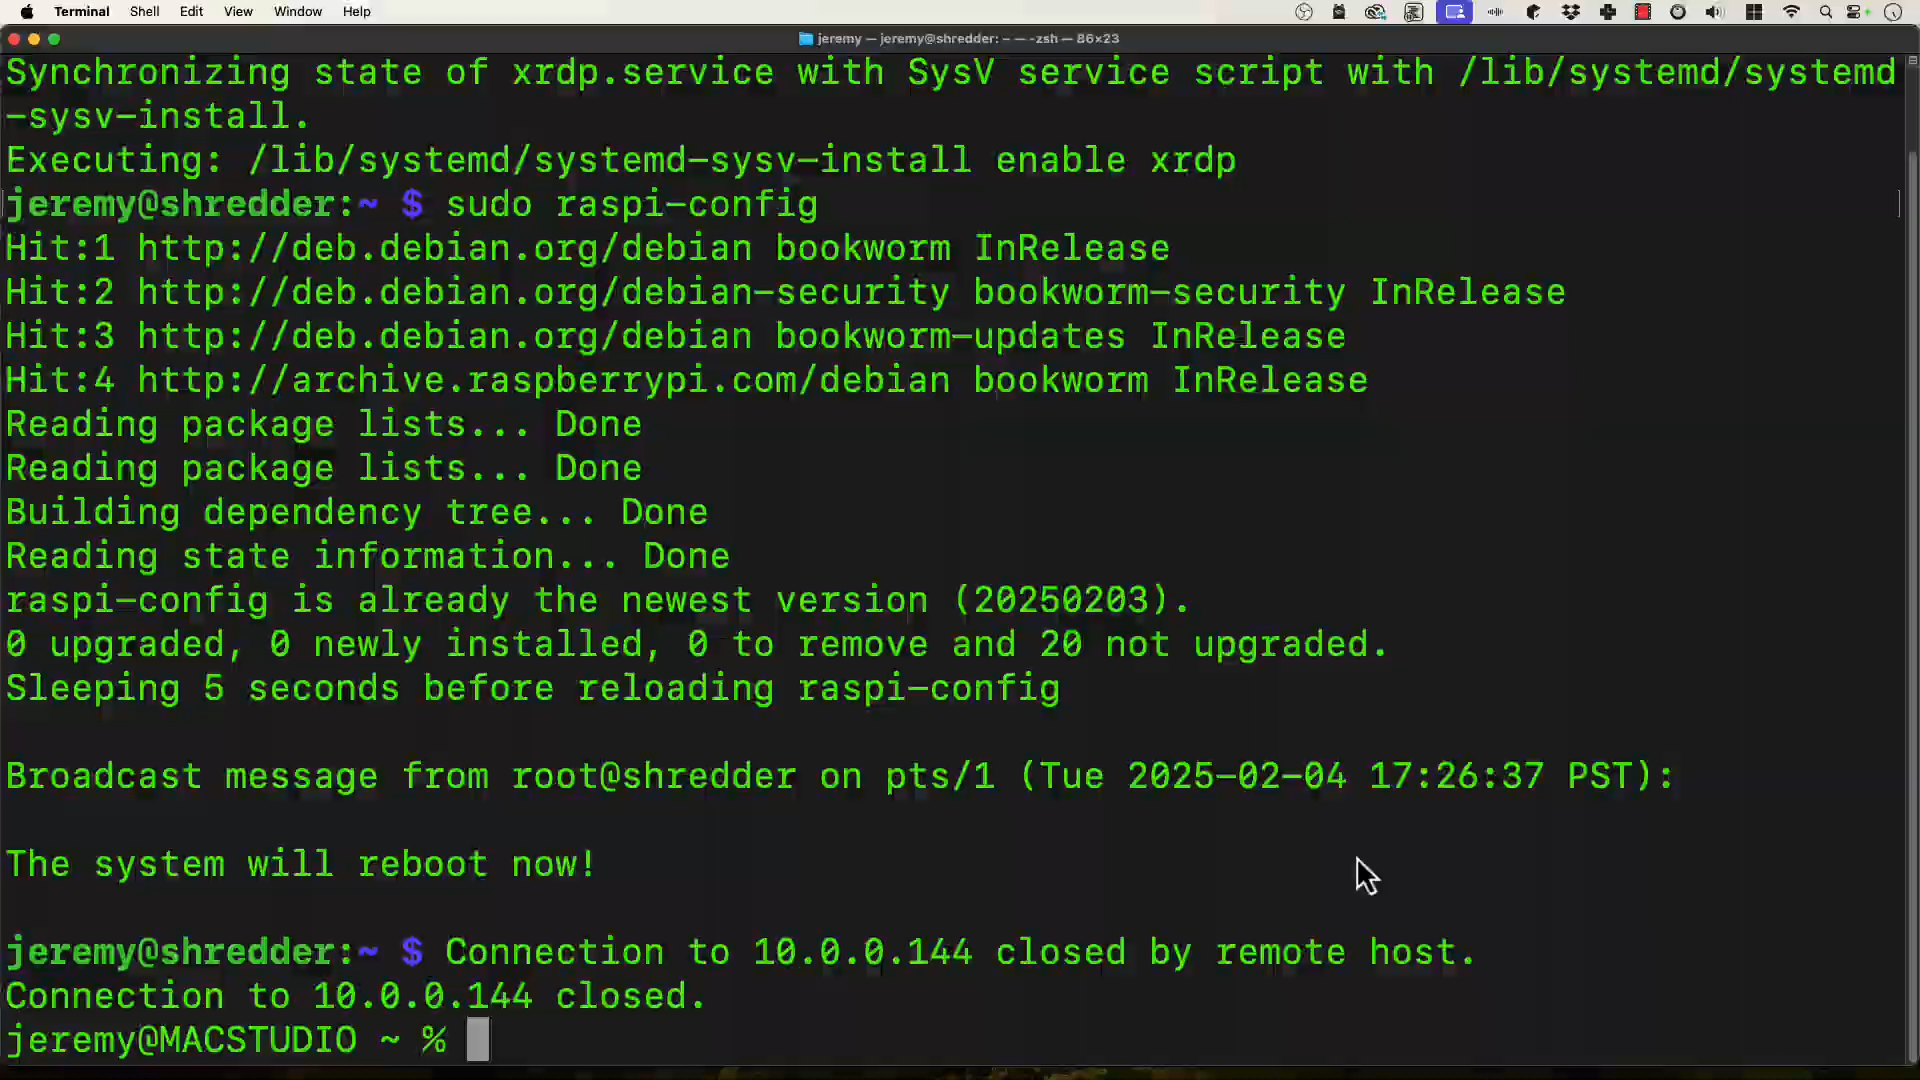 Terminal Shell Edit View Window Help
jeremy — jeremy@shredder: ~ — -zsh — 86×23
Synchronizing state of xrdp.service with SysV service script with /lib/systemd/systemd
-sysv-install.
Executing: /lib/systemd/systemd-sysv-install enable xrdp
jeremy@shredder:~ $ sudo raspi-config
Hit:1 http://deb.debian.org/debian bookworm InRelease
Hit:2 http://deb.debian.org/debian-security bookworm-security InRelease
Hit:3 http://deb.debian.org/debian bookworm-updates InRelease
Hit:4 http://archive.raspberrypi.com/debian bookworm InRelease
Reading package lists... Done
Reading package lists... Done
Building dependency tree... Done
Reading state information... Done
raspi-config is already the newest version (20250203).
0 upgraded, 0 newly installed, 0 to remove and 20 not upgraded.
Sleeping 5 seconds before reloading raspi-config
Broadcast message from root@shredder on pts/1 (Tue 2025-02-04 17:26:37 PST):
The system will reboot now!
jeremy@shredder:~ $ Connection to 10.0.0.144 closed by remote host.
Connection to 10.0.0.144 closed.
jeremy@MACSTUDIO ~ %